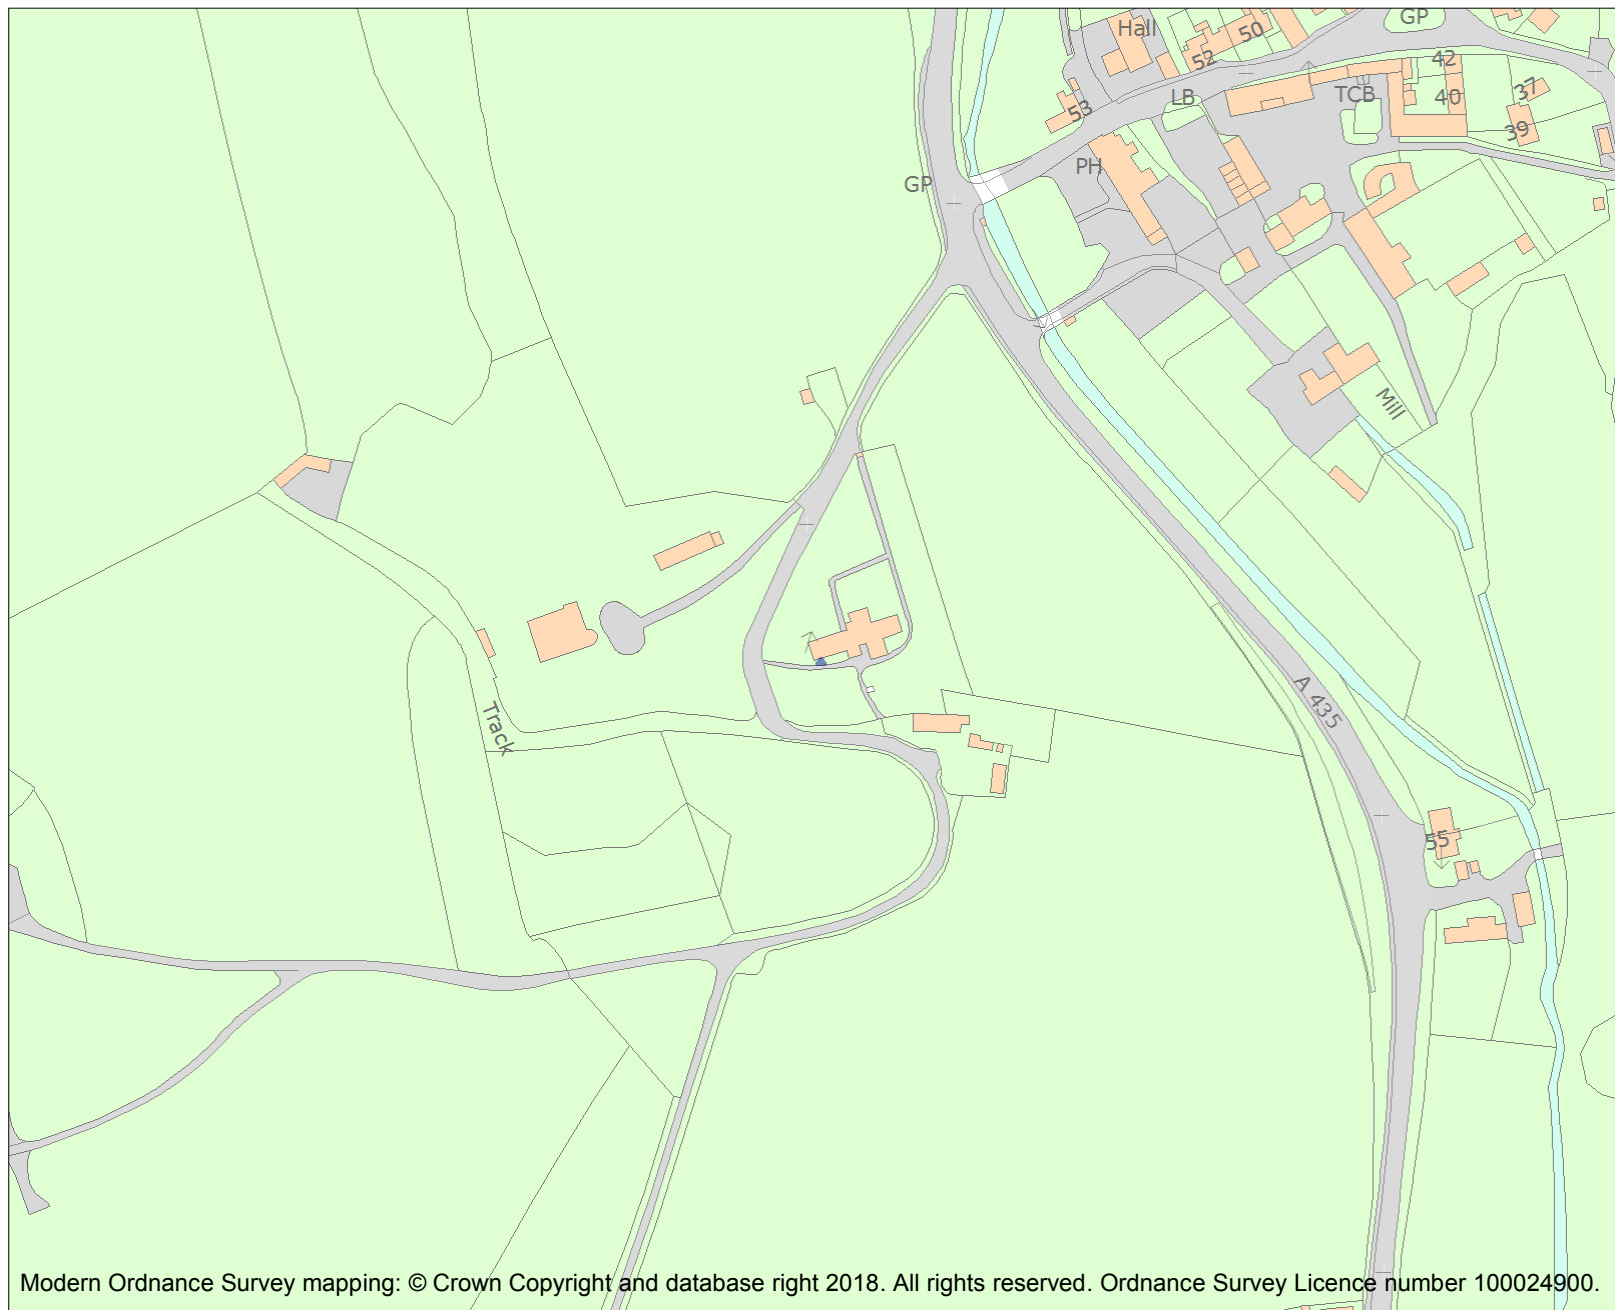 GP
Hall
50
52
42
LB
TCB
40
37
53
39
PH
GP
Mill
A 435
Track
55
Modern Ordnance Survey mapping: © Crown Copyright and database right 2018. All rights reserved. Ordnance Survey Licence number 100024900.